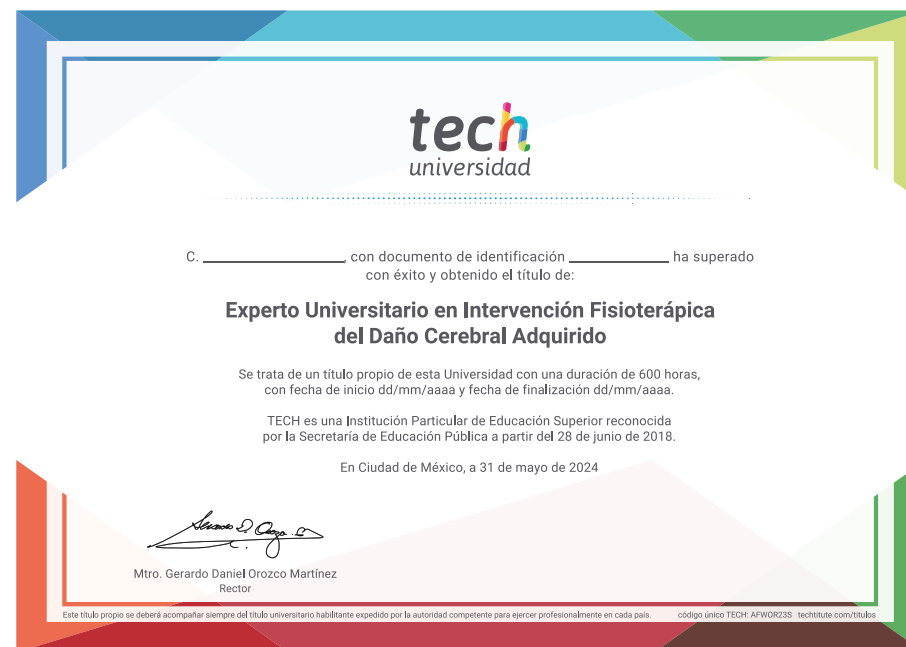 tech
universidad
C. ____________, con documento de identificación ____________ ha superado
con éxito y obtenido el título de:
Experto Universitario en Intervención Fisioterápica
del Daño Cerebral Adquirido
Se trata de un título propio de esta Universidad con una duración de 600 horas,
con fecha de inicio dd/mm/aaaa y fecha de finalización dd/mm/aaaa.
TECH es una Institución Particular de Educación Superior reconocida
por la Secretaría de Educación Pública a partir del 28 de junio de 2018.
En Ciudad de México, a 31 de mayo de 2024
Mtro. Gerardo Daniel Orozco Martínez
Rector
Este título propio se deberá acompañar siempre del título universitario habilitante expedido por la autoridad competente para ejercer profesionalmente en cada país. código único TECH: AFWOR23S techtitute.com/titulos